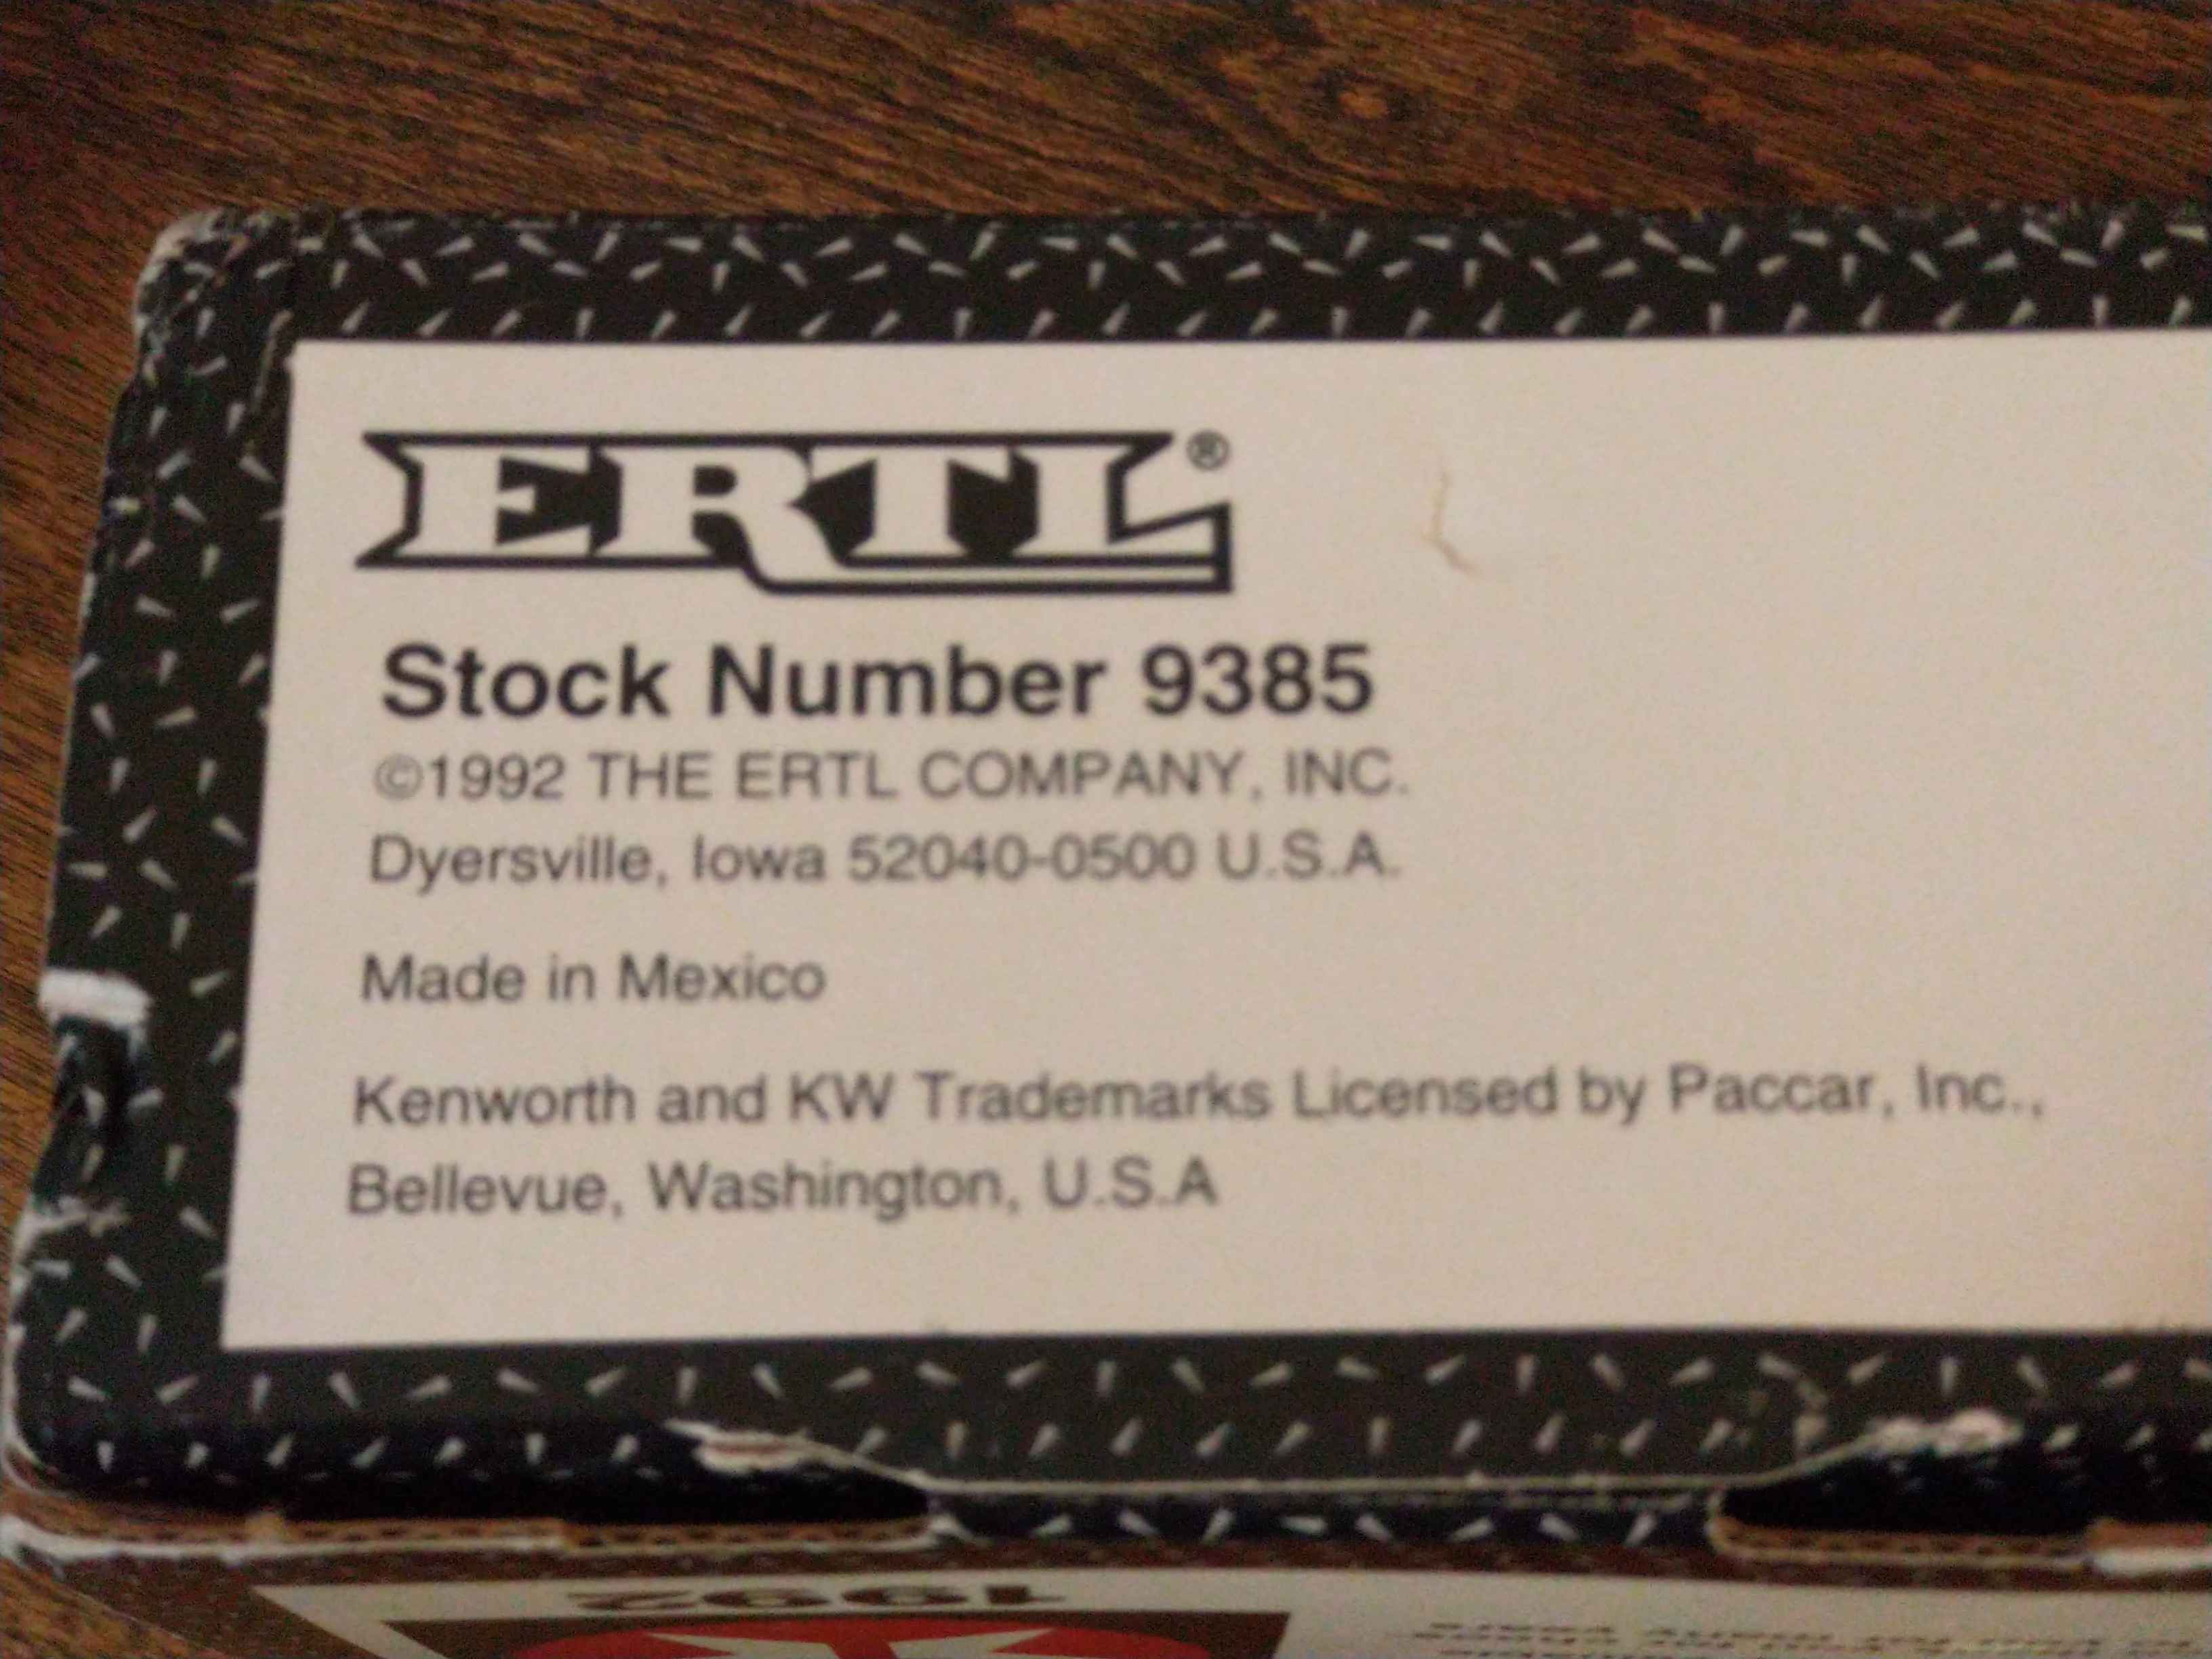 ERTL®
Stock Number 9385
©1992 THE ERTL COMPANY, INC.
Dyersville, Iowa 52040-0500 U.S.A.
Made in Mexico
Kenworth and KW Trademarks Licensed by Paccar, Inc.,
Bellevue, Washington, U.S.A
1992